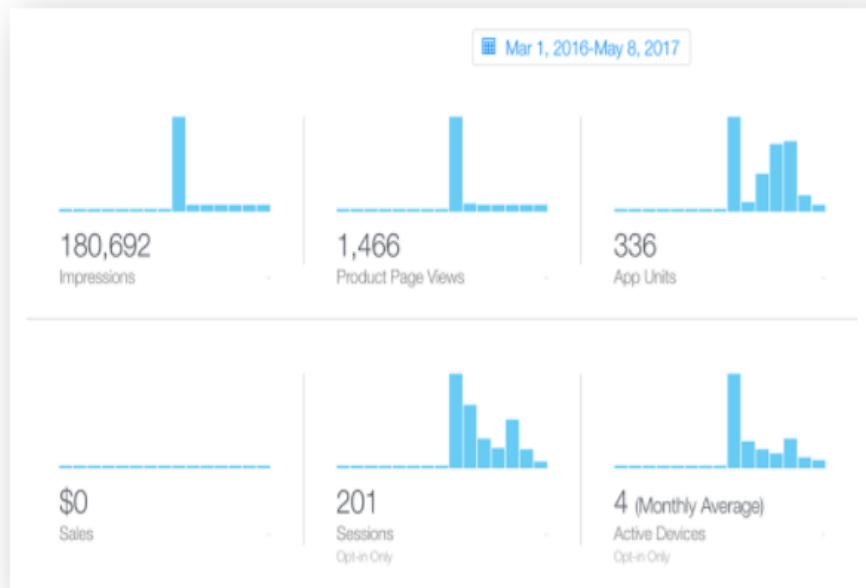 Mar 1, 2016-May 8, 2017
180,692
Impressions
1,466
Product Page Views
336
App Units
$0
Sales
201
Sessions
Opt-in Only
4 (Monthly Average)
Active Devices
Opt-in Only